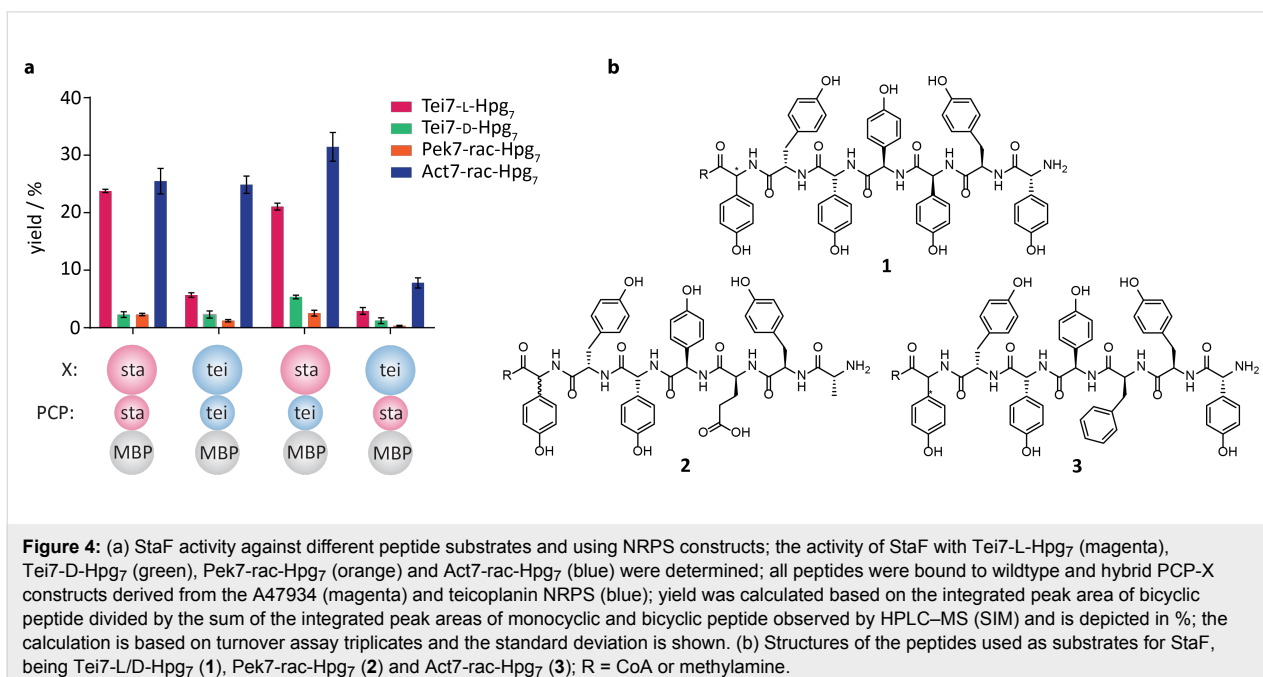 a
40
30
20
10
0
yield / %
Tei7-L-Hpg₇
Tei7-D-Hpg₇
Pek7-rac-Hpg₇
Act7-rac-Hpg₇
X: sta tei sta tei
PCP: sta tei tei sta
MBP MBP MBP MBP
b
OH
HO
OH
HO
O
H
N
O
H
N
O
H
N
O
NH₂
R
*
N
H
O
N
H
O
N
H
O
OH
OH
OH
OH
1
OH
HO
OH
HO
O
H
N
O
H
N
O
H
N
O
NH₂
R
O
N
H
O
N
H
O
N
H
O
OH
OH
O
OH
2
OH
HO
OH
HO
O
H
N
O
H
N
O
H
N
O
NH₂
R
O
N
H
O
N
H
O
N
H
OH
OH
OH
3
Figure 4: (a) StaF activity against different peptide substrates and using NRPS constructs; the activity of StaF with Tei7-L-Hpg₇ (magenta),
Tei7-D-Hpg₇ (green), Pek7-rac-Hpg₇ (orange) and Act7-rac-Hpg₇ (blue) were determined; all peptides were bound to wildtype and hybrid PCP-X
constructs derived from the A47934 (magenta) and teicoplanin NRPS (blue); yield was calculated based on the integrated peak area of bicyclic
peptide divided by the sum of the integrated peak areas of monocyclic and bicyclic peptide observed by HPLC–MS (SIM) and is depicted in %; the
calculation is based on turnover assay triplicates and the standard deviation is shown. (b) Structures of the peptides used as substrates for StaF,
being Tei7-L/D-Hpg₇ (1), Pek7-rac-Hpg₇ (2) and Act7-rac-Hpg₇ (3); R = CoA or methylamine.